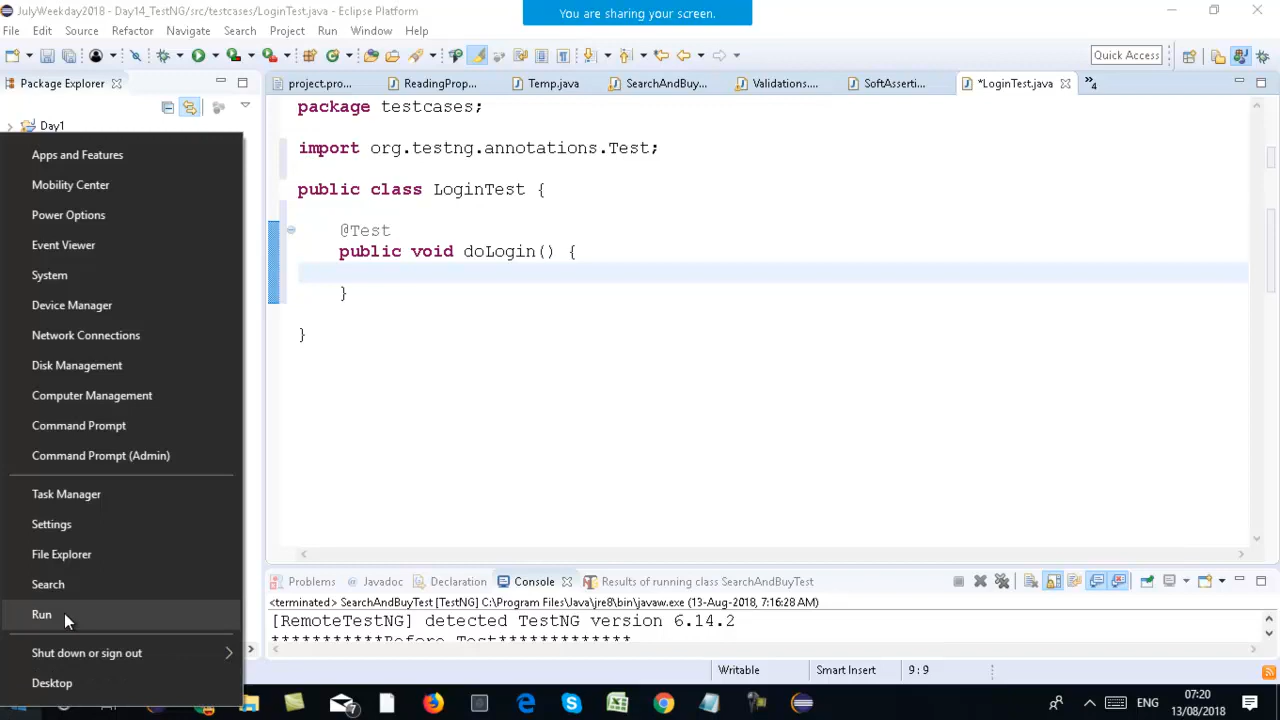 JulyWeekday2018 - Day14_TestNG/src/testcases/LoginTest.java - Eclipse Platform
You are sharing your screen.
File Edit Source Refactor Navigate Search Project Run Window Help
Quick Access
Package Explorer
project.pro...
ReadingProp...
Temp.java
SearchAndBuy...
Validations....
SoftAsserti...
*LoginTest.java
4
Day1
package testcases;
import org.testng.annotations.Test;
public class LoginTest {
@Test
public void doLogin() {
}
}
Apps and Features
Mobility Center
Power Options
Event Viewer
System
Device Manager
Network Connections
Disk Management
Computer Management
Command Prompt
Command Prompt (Admin)
Task Manager
Settings
File Explorer
Search
Run
Shut down or sign out
Desktop
Problems
Javadoc
Declaration
Console
Results of running class SearchAndBuyTest
<terminated> SearchAndBuyTest [TestNG] C:\Program Files\Java\jre8\bin\javaw.exe (13-Aug-2018, 7:16:28 AM)
[RemoteTestNG] detected TestNG version 6.14.2
***********Before Test*************
Writable
Smart Insert
9 : 9
7
ENG
07:20
13/08/2018